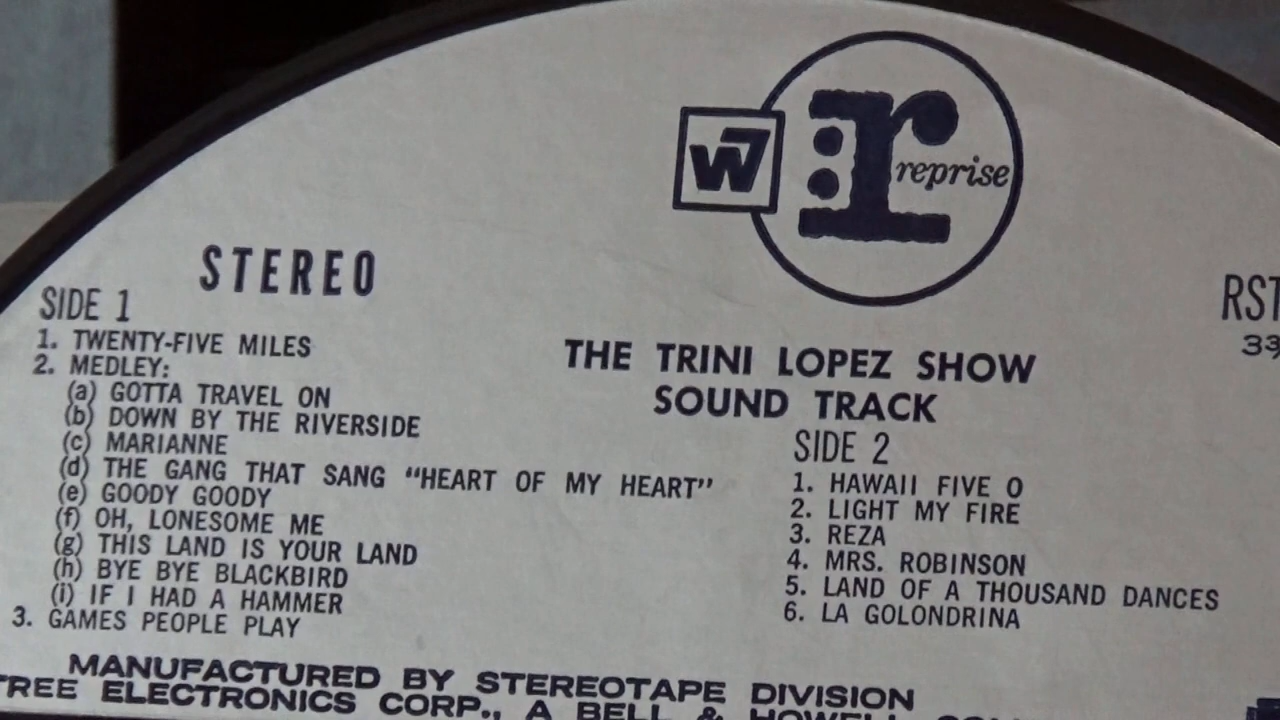 W7
r reprise
STEREO
RST
33
SIDE 1
1. TWENTY-FIVE MILES
2. MEDLEY:
(a) GOTTA TRAVEL ON
(b) DOWN BY THE RIVERSIDE
(c) MARIANNE
(d) THE GANG THAT SANG "HEART OF MY HEART"
(e) GOODY GOODY
(f) OH, LONESOME ME
(g) THIS LAND IS YOUR LAND
(h) BYE BYE BLACKBIRD
(i) IF I HAD A HAMMER
3. GAMES PEOPLE PLAY
THE TRINI LOPEZ SHOW
SOUND TRACK
SIDE 2
1. HAWAII FIVE O
2. LIGHT MY FIRE
3. REZA
4. MRS. ROBINSON
5. LAND OF A THOUSAND DANCES
6. LA GOLONDRINA
MANUFACTURED BY STEREOTAPE DIVISION
TREE ELECTRONICS CORP., A BELL & HOWELL